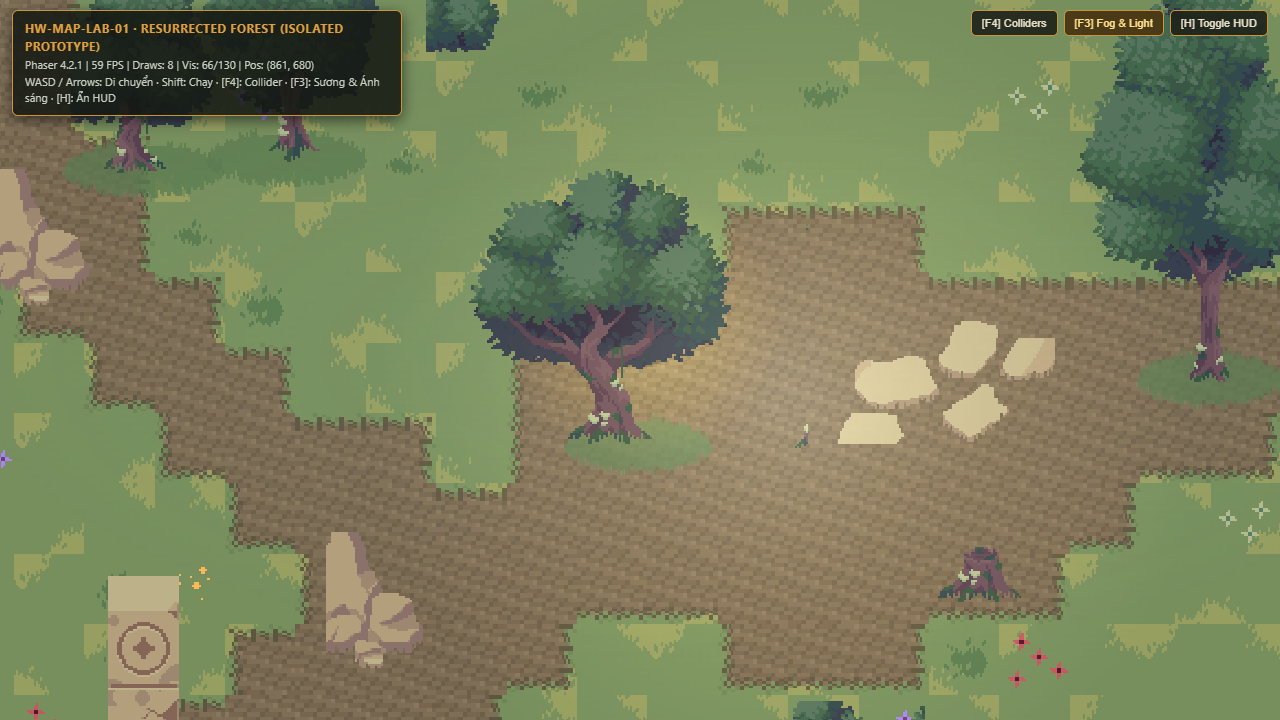 HW-MAP-LAB-01 · RESURRECTED FOREST (ISOLATED
PROTOTYPE)
Phaser 4.2.1 | 59 FPS | Draws: 8 | Vis: 66/130 | Pos: (861, 680)
WASD / Arrows: Di chuyển · Shift: Chạy · [F4]: Collider · [F3]: Sương & Ánh
sáng · [H]: Ẩn HUD
[F4] Colliders
[F3] Fog & Light
[H] Toggle HUD